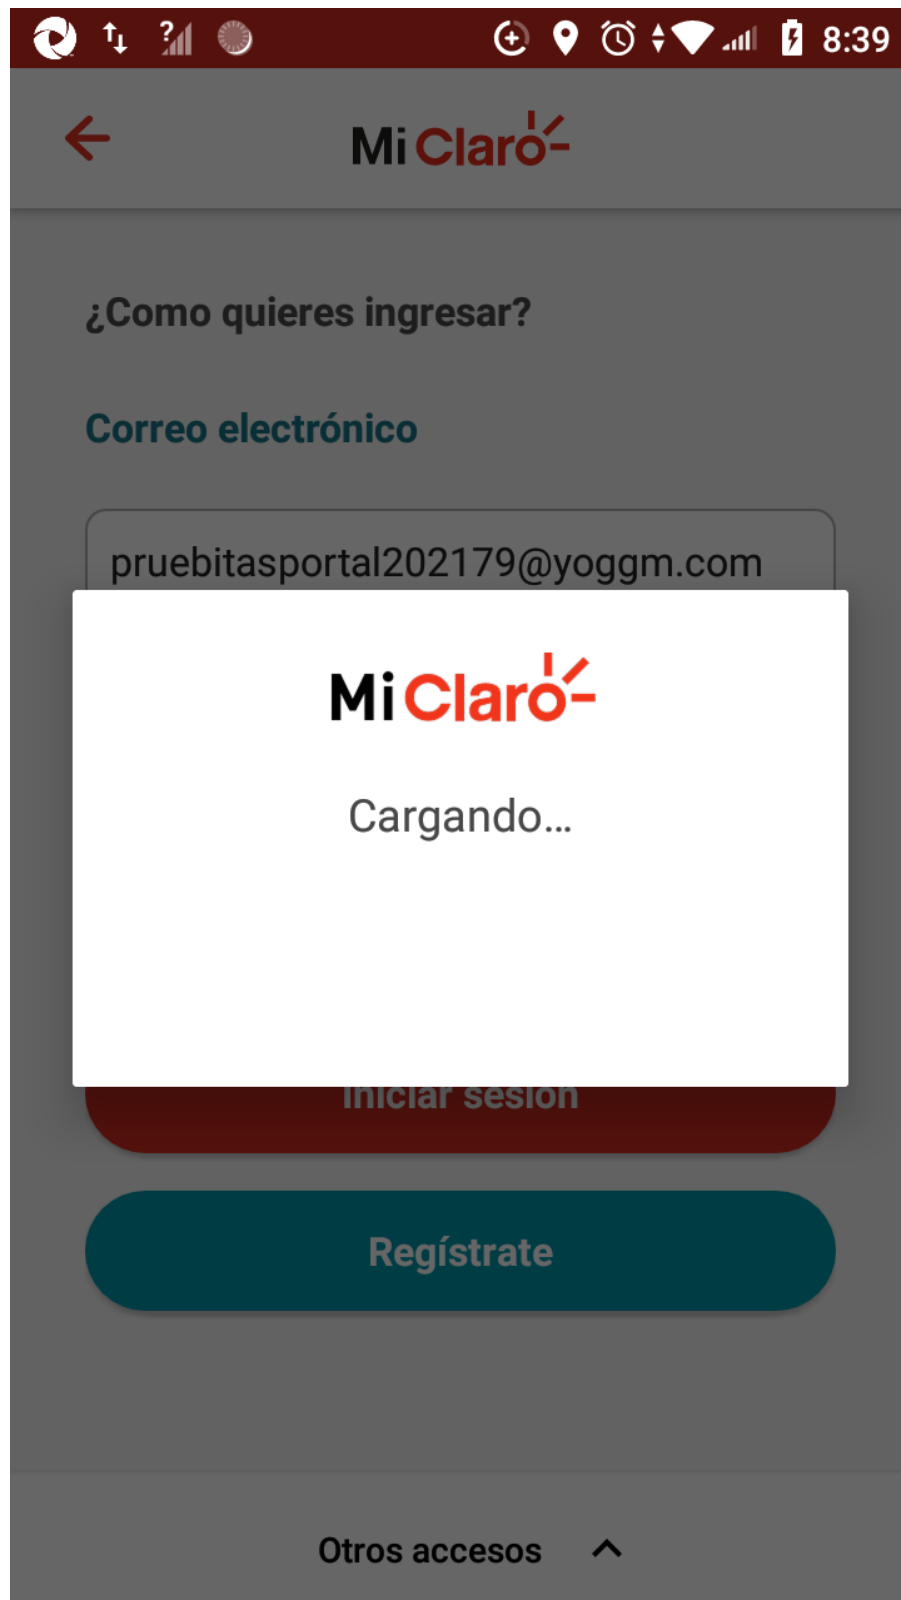 8:39
Mi Claro
¿Como quieres ingresar?
Correo electrónico
pruebitasportal202179@yoggm.com
Mi Claro
Cargando...
Iniciar sesión
Regístrate
Otros accesos